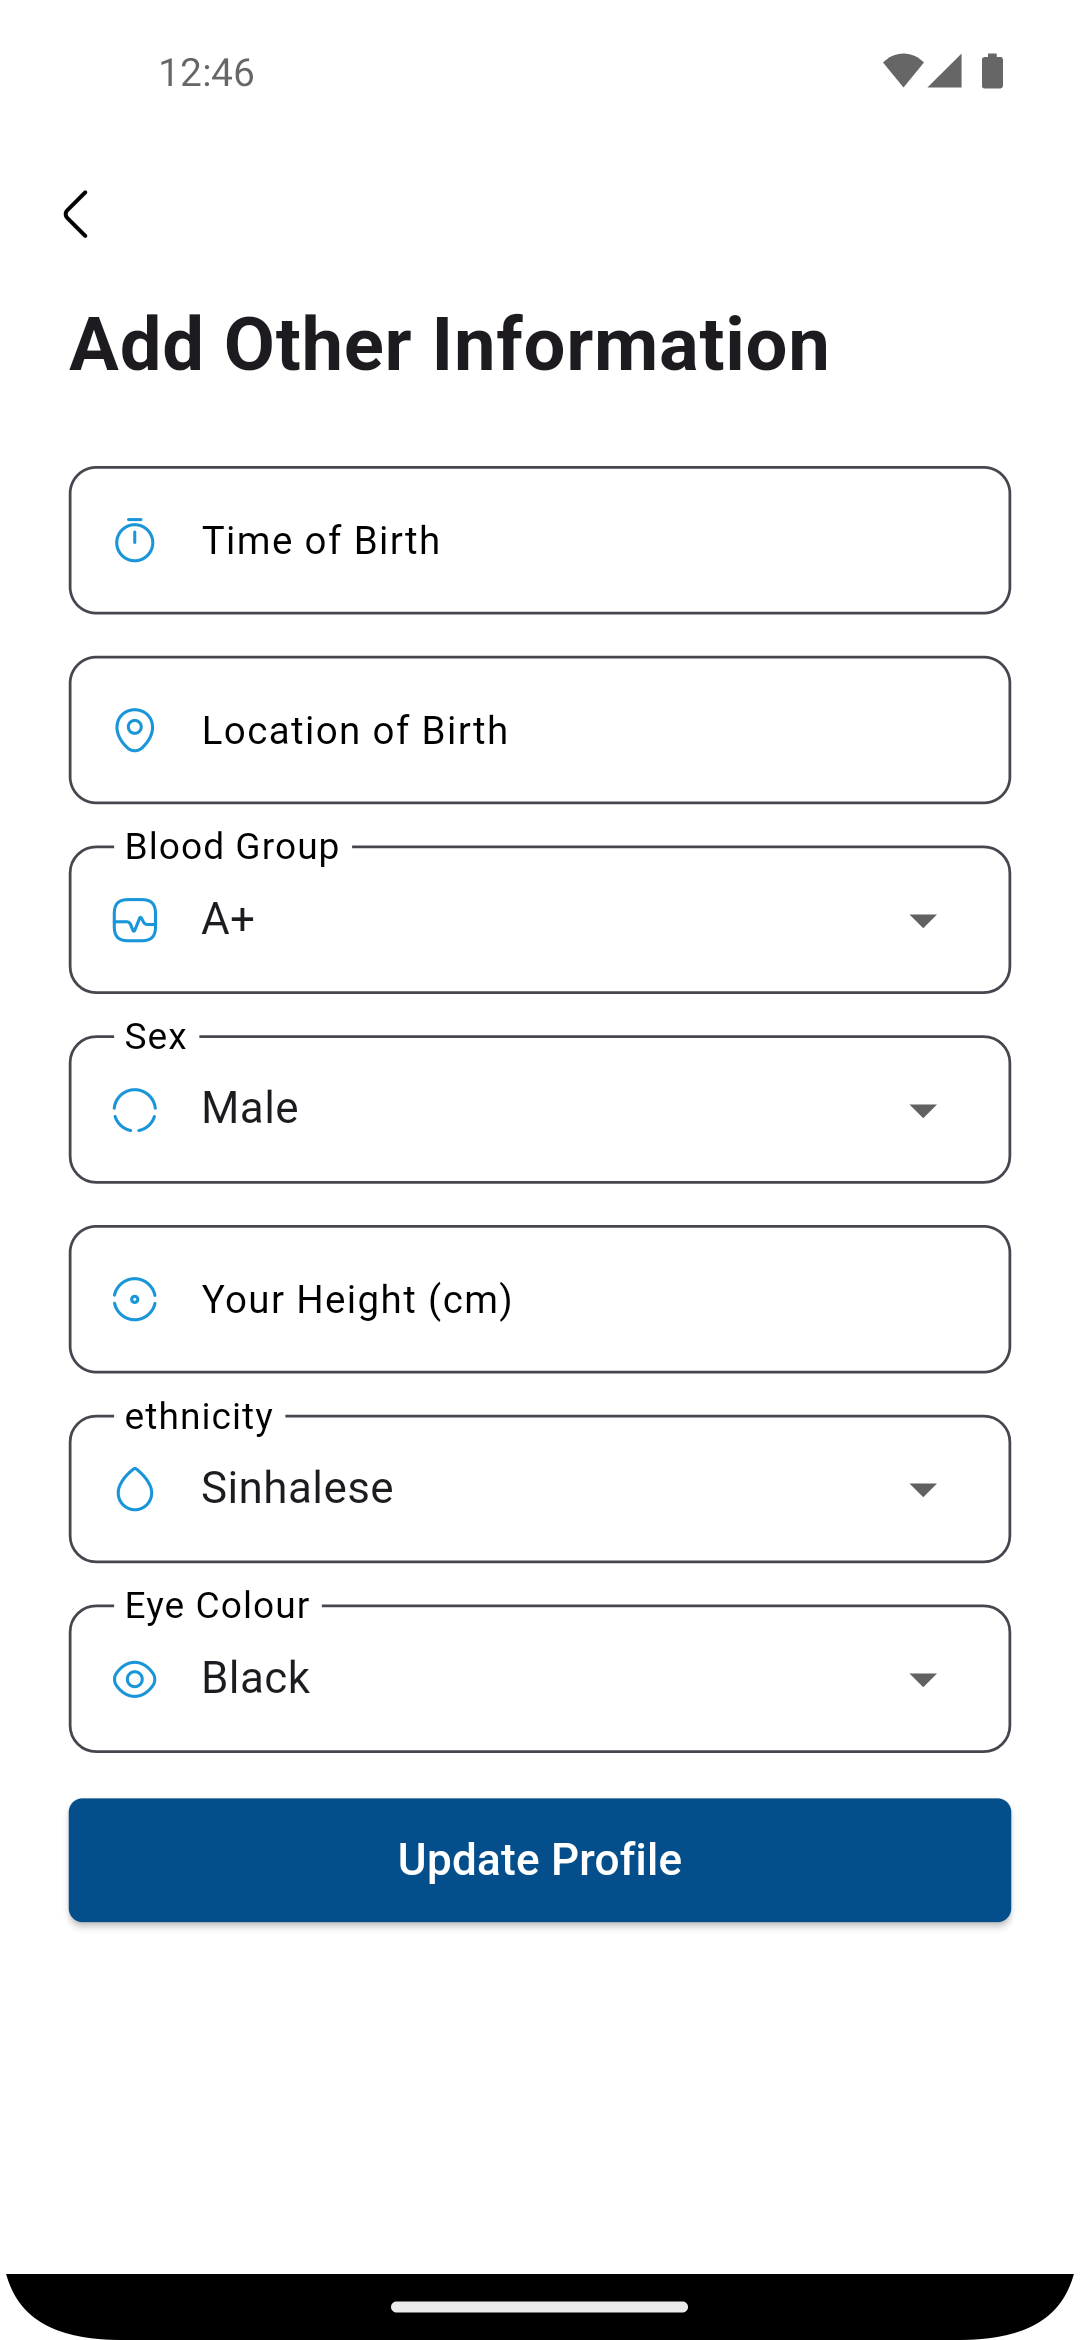 12:46
Add Other Information
Time of Birth
Location of Birth
Blood Group
A+
Sex
Male
Your Height (cm)
ethnicity
Sinhalese
Eye Colour
Black
Update Profile